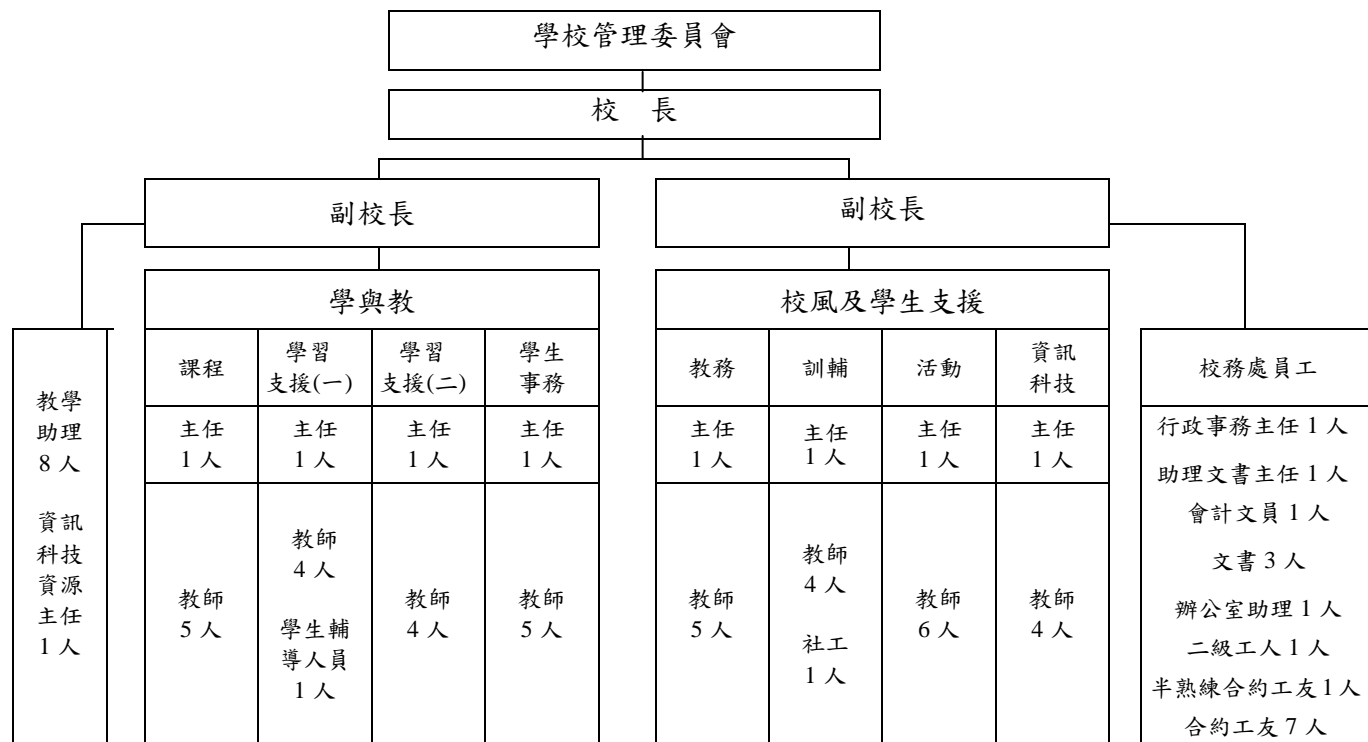 學校管理委員會
校 長
副校長
副校長
學與教
校風及學生支援
教學
助理
8 人
資訊
科技
資源
主任
1 人
課程
學習
支援(一)
學習
支援(二)
學生
事務
主任
1 人
主任
1 人
主任
1 人
主任
1 人
教師
5 人
教師
4 人
學生輔
導人員
1 人
教師
4 人
教師
5 人
教務
訓輔
活動
資訊
科技
主任
1 人
主任
1 人
主任
1 人
主任
1 人
教師
5 人
教師
4 人
社工
1 人
教師
6 人
教師
4 人
校務處員工
行政事務主任 1 人
助理文書主任 1 人
會計文員 1 人
文書 3 人
辦公室助理 1 人
二級工人 1 人
半熟練合約工友 1 人
合約工友 7 人